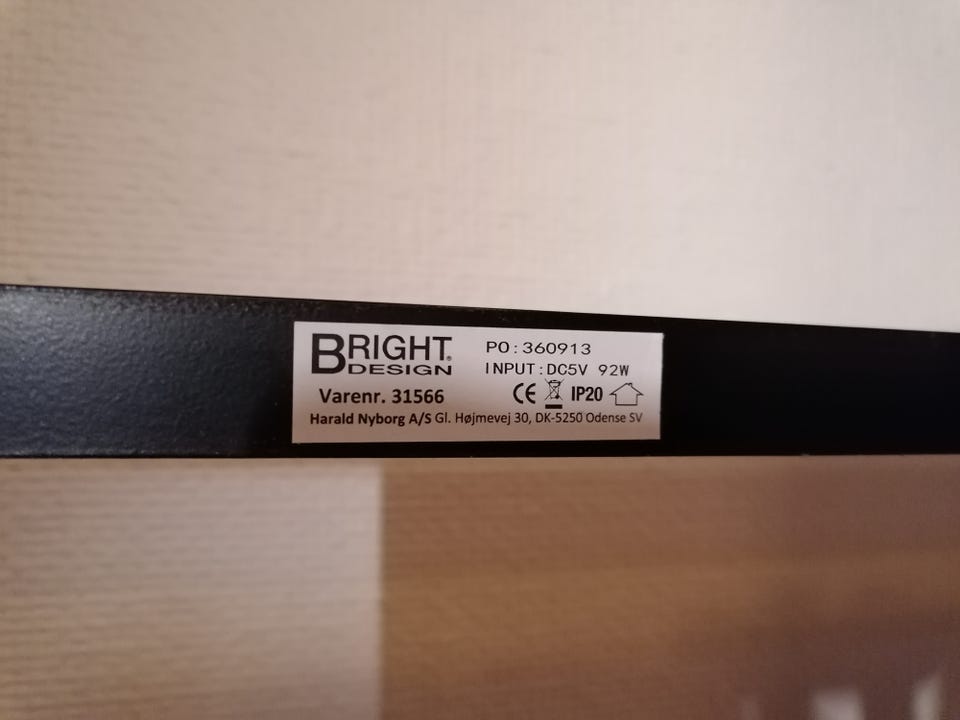 BRIGHT®
DESIGN
Varenr. 31566
PO:360913
INPUT:DC5V 92W
CE IP20
Harald Nyborg A/S Gl. Højmevej 30, DK-5250 Odense SV